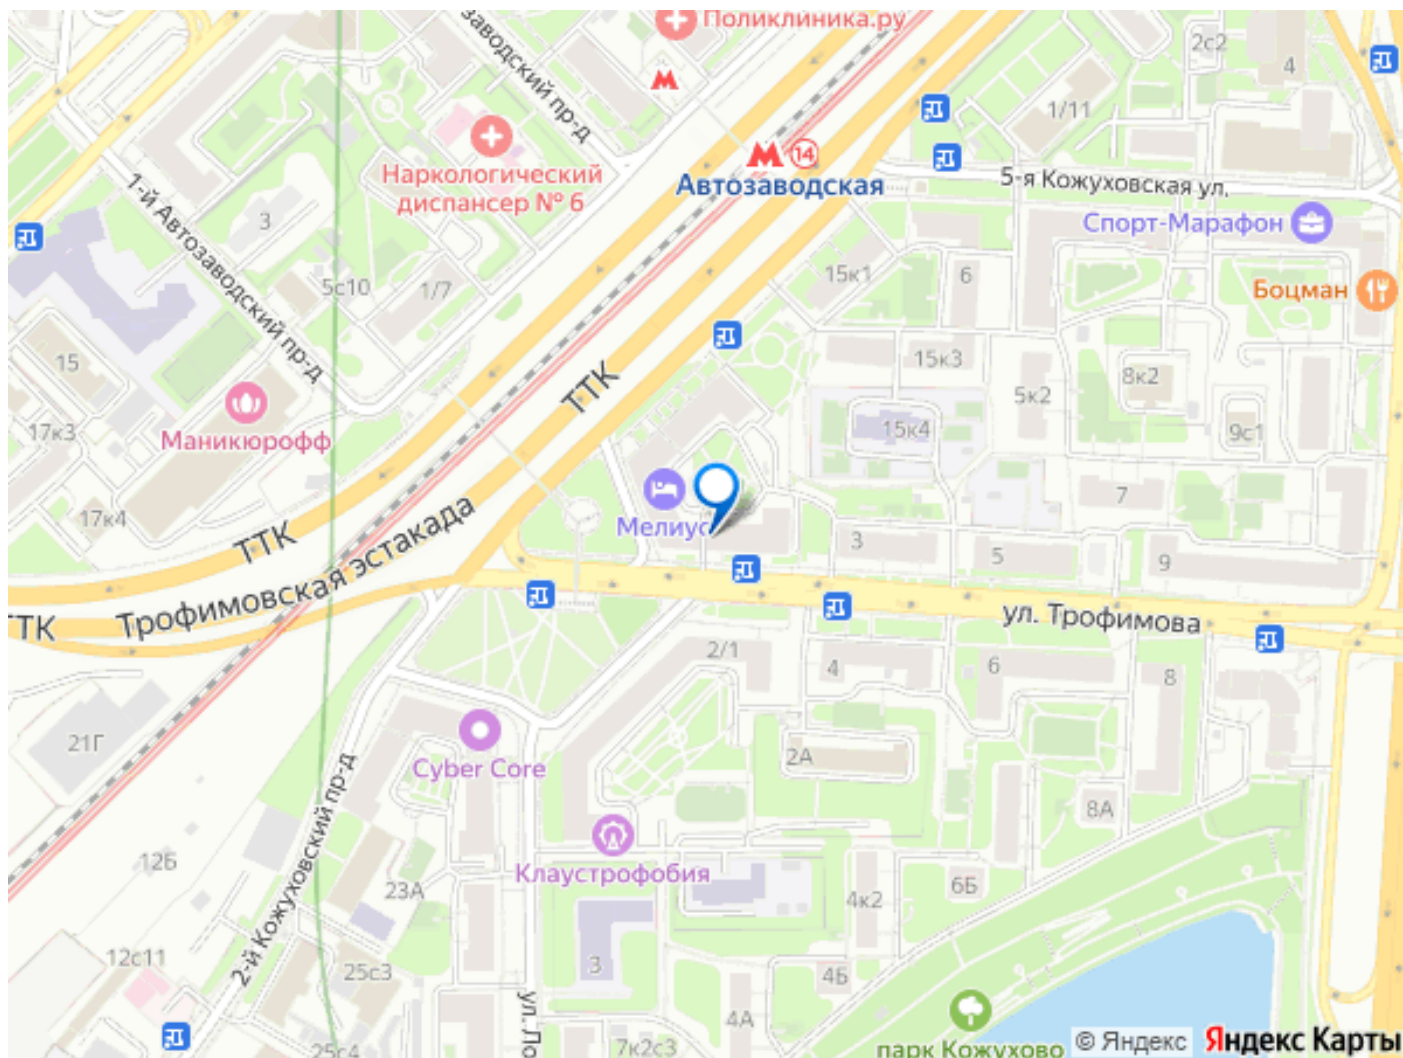 Поликлиника.ру
заводский пр-д
2с2
4
1/11
14
Автозаводская
5-я Кожуховская ул.
Наркологический
диспансер № 6
1-й Автозаводский пр-д
3
Спорт-Марафон
5с10
1/7
15к1
6
Боцман
15
15к3
8к2
5к2
ТТК
17к3
Маникюрофф
15к4
9с1
7
17к4
Мелиус
ТТК
Трофимовская эстакада
3
5
9
ТТК
ул. Трофимова
2/1
4
6
8
21Г
Cyber Core
2А
2-й Кожуховский пр-д
8А
12Б
Клаустрофобия
23А
4к2
6Б
12с11
25с3
3
4Б
ул. Ло
4А
25с4
7к2с3
парк Кожухово
© Яндекс
Яндекс Карты